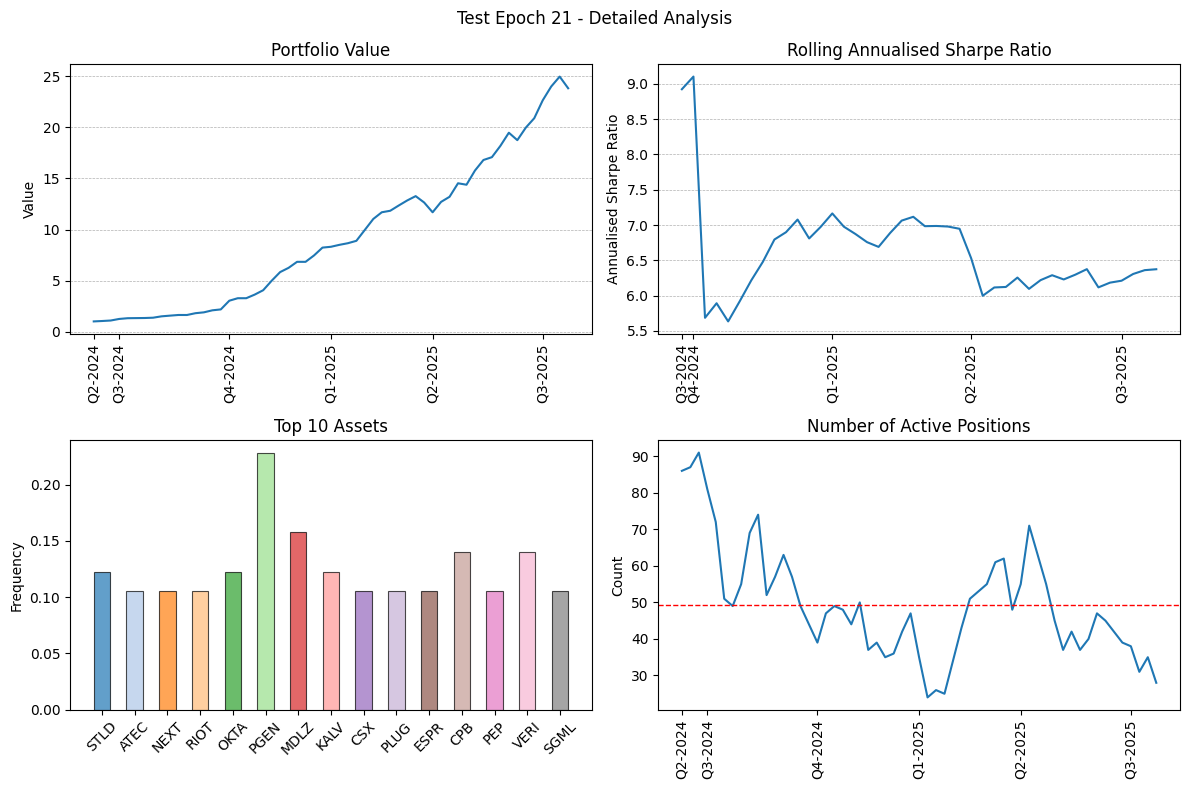 Test Epoch 21 - Detailed Analysis
Portfolio Value
Value
25
20
15
10
5
0
Q2-2024
Q3-2024
Q4-2024
Q1-2025
Q2-2025
Q3-2025
Rolling Annualised Sharpe Ratio
Annualised Sharpe Ratio
9.0
8.5
8.0
7.5
7.0
6.5
6.0
5.5
Q3-2024
Q4-2024
Q1-2025
Q2-2025
Q3-2025
Top 10 Assets
Frequency
0.20
0.15
0.10
0.05
0.00
STLD
ATEC
NEXT
RIOT
OKTA
PGEN
MDLZ
KALV
CSX
PLUG
ESPR
CPB
PEP
VERI
SGML
Number of Active Positions
Count
90
80
70
60
50
40
30
Q2-2024
Q3-2024
Q4-2024
Q1-2025
Q2-2025
Q3-2025